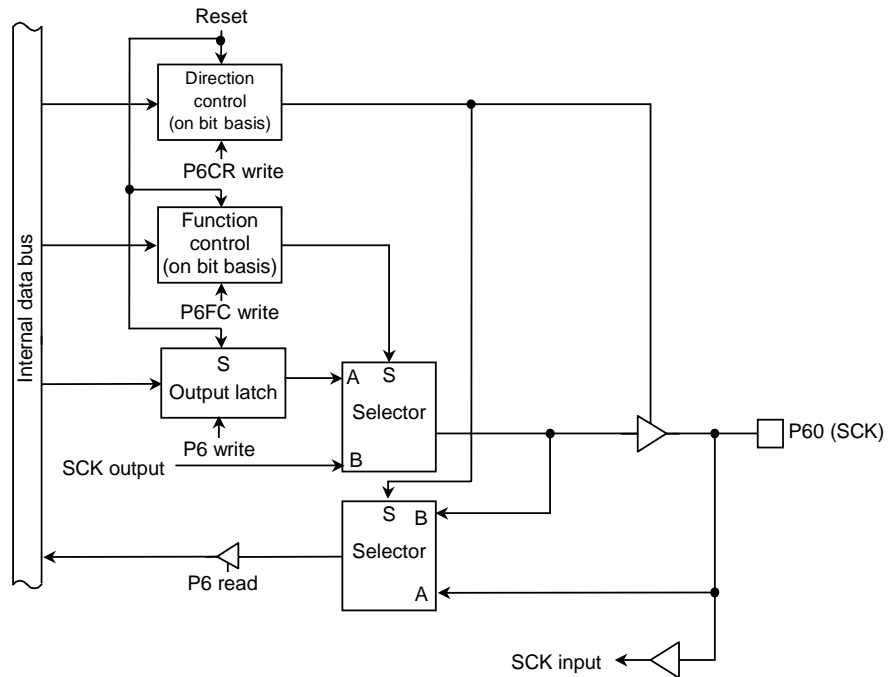 Reset
Direction
control
(on bit basis)
P6CR write
Function
control
(on bit basis)
P6FC write
Internal data bus
S
Output latch
P6 write
SCK output
A
S
Selector
B
P60 (SCK)
S
B
Selector
A
P6 read
SCK input